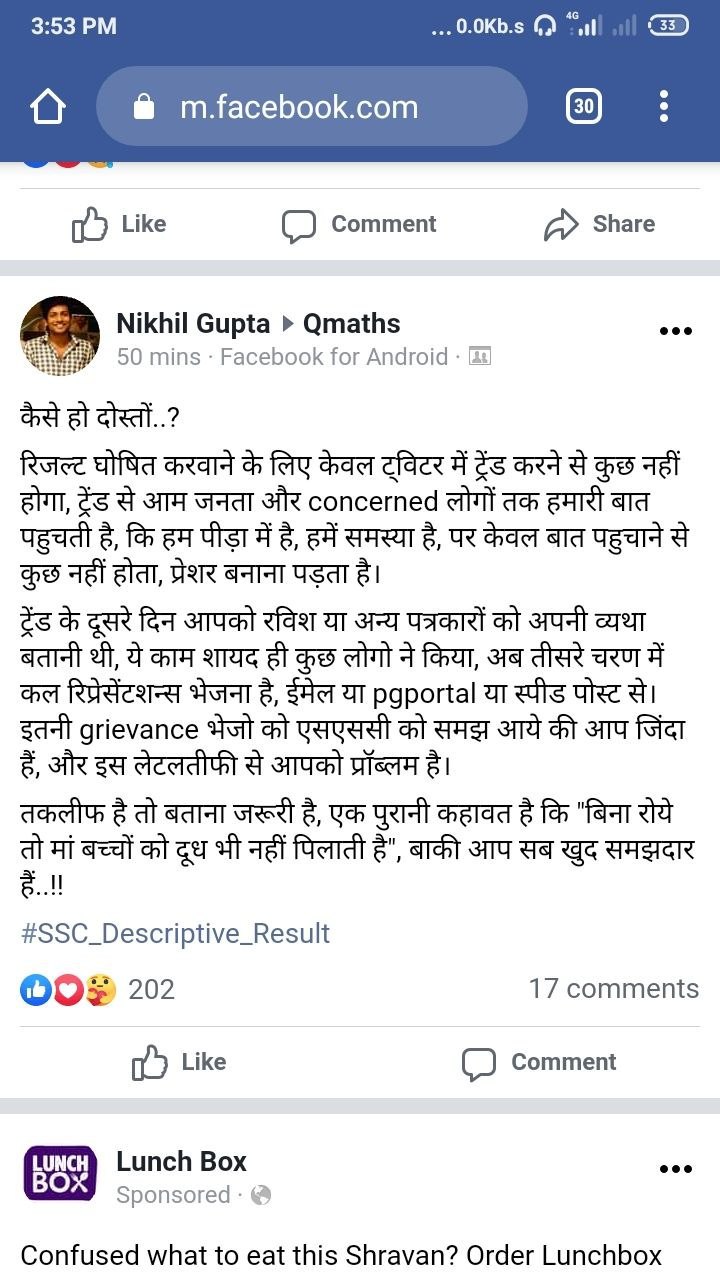 3:53 PM
... 0.0Kb.s 4G 33
m.facebook.com 30
Like Comment Share
Nikhil Gupta Qmaths
50 mins · Facebook for Android ·
कैसे हो दोस्तों..?
रिजल्ट घोषित करवाने के लिए केवल ट्विटर में ट्रेंड करने से कुछ नहीं
होगा, ट्रेंड से आम जनता और concerned लोगों तक हमारी बात
पहुचती है, कि हम पीड़ा में है, हमें समस्या है, पर केवल बात पहुचाने से
कुछ नहीं होता, प्रेशर बनाना पड़ता है।
ट्रेंड के दूसरे दिन आपको रविश या अन्य पत्रकारों को अपनी व्यथा
बतानी थी, ये काम शायद ही कुछ लोगो ने किया, अब तीसरे चरण में
कल रिप्रेसेंटशन्स भेजना है, ईमेल या pgportal या स्पीड पोस्ट से।
इतनी grievance भेजो को एसएससी को समझ आये की आप जिंदा
हैं, और इस लेटलतीफी से आपको प्रॉब्लम है।
तकलीफ है तो बताना जरूरी है, एक पुरानी कहावत है कि "बिना रोये
तो मां बच्चों को दूध भी नहीं पिलाती है", बाकी आप सब खुद समझदार
हैं..!!
#SSC_Descriptive_Result
202 17 comments
Like Comment
LUNCH
BOX
Lunch Box
Sponsored ·
Confused what to eat this Shravan? Order Lunchbox